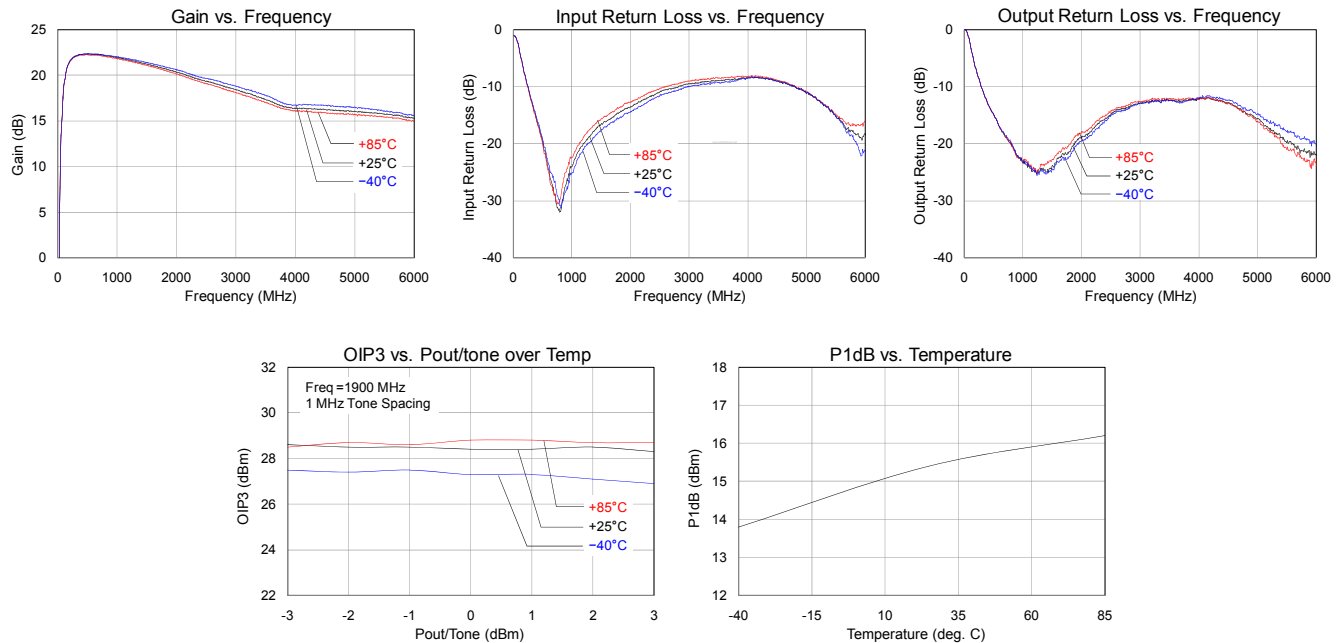 Gain vs. Frequency
25
20
15
10
5
0
Gain (dB)
+85°C
+25°C
−40°C
0 1000 2000 3000 4000 5000 6000
Frequency (MHz)
Input Return Loss vs. Frequency
0
-10
-20
-30
-40
Input Return Loss (dB)
+85°C
+25°C
−40°C
0 1000 2000 3000 4000 5000 6000
Frequency (MHz)
Output Return Loss vs. Frequency
0
-10
-20
-30
-40
Output Return Loss (dB)
+85°C
+25°C
−40°C
0 1000 2000 3000 4000 5000 6000
Frequency (MHz)
OIP3 vs. Pout/tone over Temp
32
30
28
26
24
22
OIP3 (dBm)
Freq =1900 MHz
1 MHz Tone Spacing
+85°C
+25°C
−40°C
-3 -2 -1 0 1 2 3
Pout/Tone (dBm)
P1dB vs. Temperature
18
17
16
15
14
13
12
P1dB (dBm)
-40 -15 10 35 60 85
Temperature (deg. C)